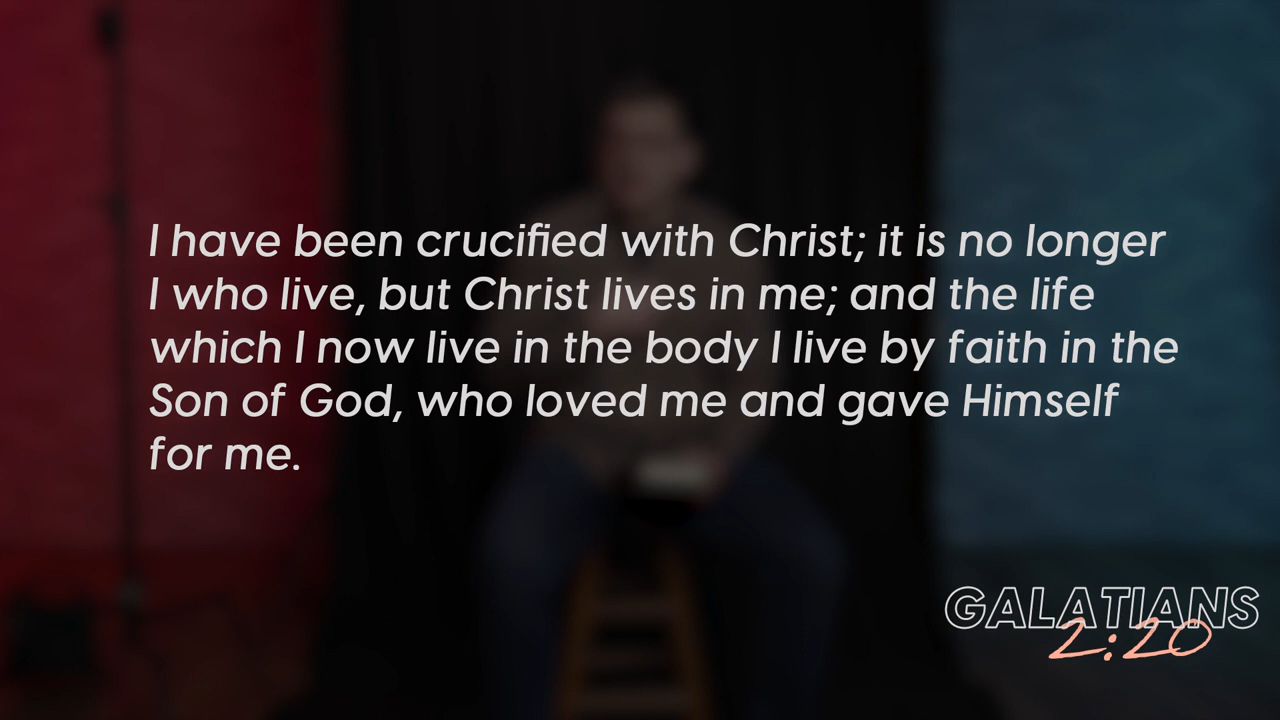 I have been crucified with Christ; it is no longer
I who live, but Christ lives in me; and the life
which I now live in the body I live by faith in the
Son of God, who loved me and gave Himself
for me.
GALATIANS
2:20